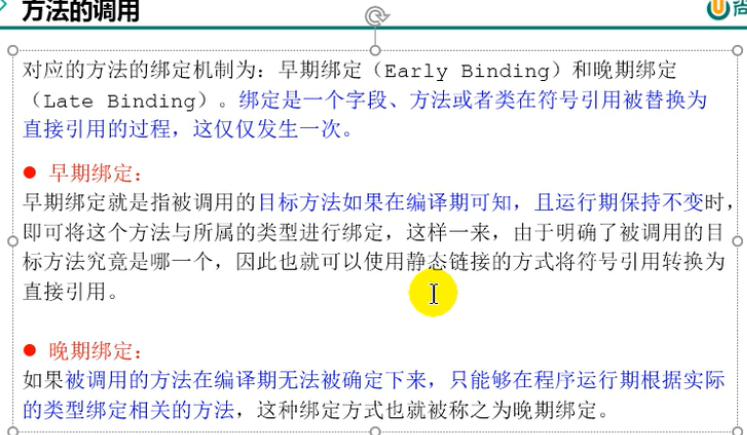 方法的调用
尚
对应的方法的绑定机制为：早期绑定（Early Binding）和晚期绑定
（Late Binding）。绑定是一个字段、方法或者类在符号引用被替换为
直接引用的过程，这仅仅发生一次。
● 早期绑定：
早期绑定就是指被调用的目标方法如果在编译期可知，且运行期保持不变时，
即可将这个方法与所属的类型进行绑定，这样一来，由于明确了被调用的目
标方法究竟是哪一个，因此也就可以使用静态链接的方式将符号引用转换为
直接引用。
● 晚期绑定：
如果被调用的方法在编译期无法被确定下来，只能够在程序运行期根据实际
的类型绑定相关的方法，这种绑定方式也就被称之为晚期绑定。